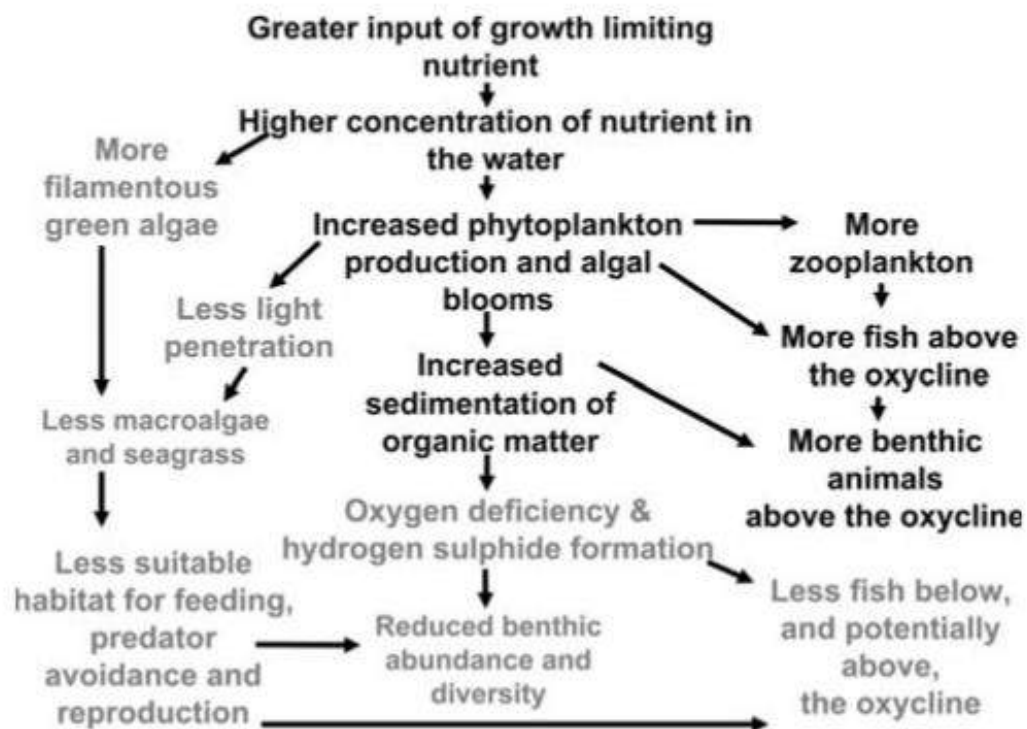 Greater input of growth limiting
nutrient
Higher concentration of nutrient in
the water
More
filamentous
green algae
Increased phytoplankton
production and algal
blooms
More
zooplankton
Less light
penetration
More fish above
the oxycline
Increased
sedimentation of
organic matter
Less macroalgae
and seagrass
More benthic
animals
above the oxycline
Oxygen deficiency &
hydrogen sulphide formation
Less suitable
habitat for feeding,
predator
avoidance and
reproduction
Reduced benthic
abundance and
diversity
Less fish below,
and potentially
above,
the oxycline